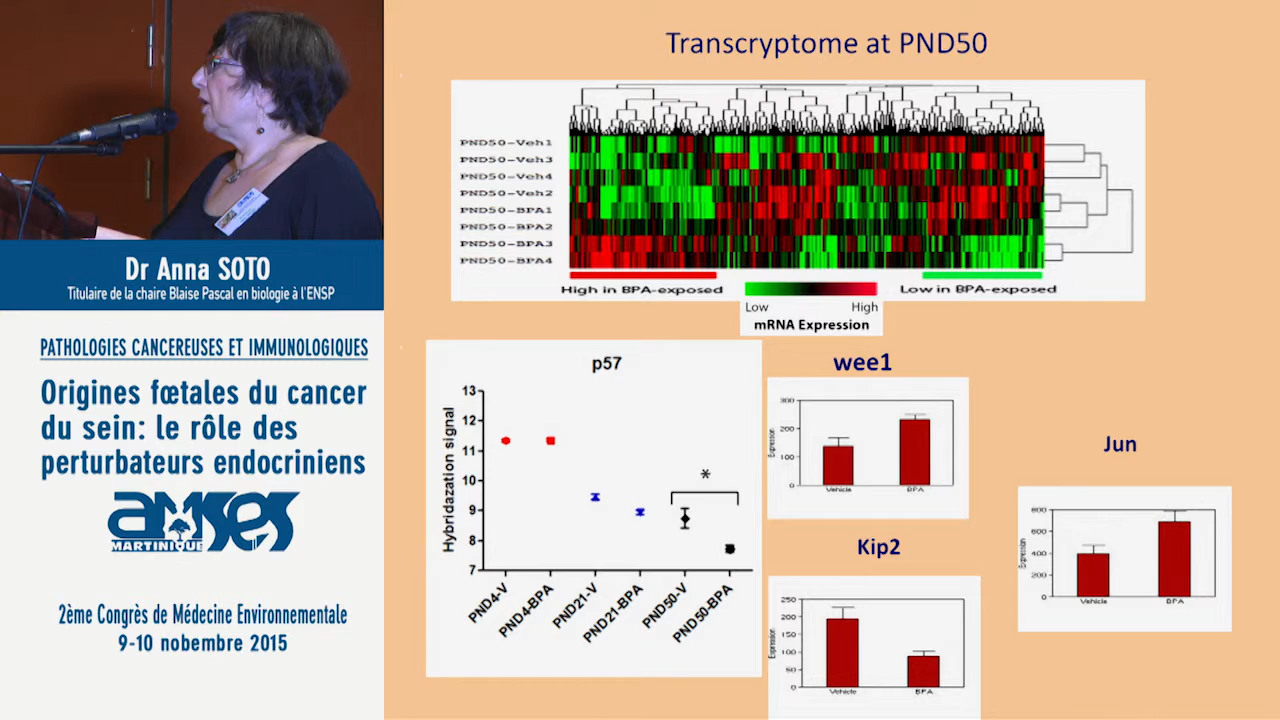 Dr Anna SOTO
Titulaire de la chaire Blaise Pascal en biologie à l'ENSP
PATHOLOGIES CANCEREUSES ET IMMUNOLOGIQUES
Origines fœtales du cancer
du sein: le rôle des
perturbateurs endocriniens
amses
MARTINIQUE
2ème Congrès de Médecine Environnementale
9-10 nobembre 2015
Transcryptome at PND50
PND50-Veh1
PND50-Veh3
PND50-Veh4
PND50-Veh2
PND50-BPA1
PND50-BPA2
PND50-BPA3
PND50-BPA4
High in BPA-exposed
Low in BPA-exposed
Low High
mRNA Expression
p57
Hybridazation signal
13
12
11
10
9
8
7
*
PND4-V
PND4-BPA
PND21-V
PND21-BPA
PND50-V
PND50-BPA
wee1
Expression
300
200
100
0
Vehicle BPA
Kip2
Expression
250
200
150
100
50
0
Vehicle BPA
Jun
Expression
800
600
400
200
0
Vehicle BPA